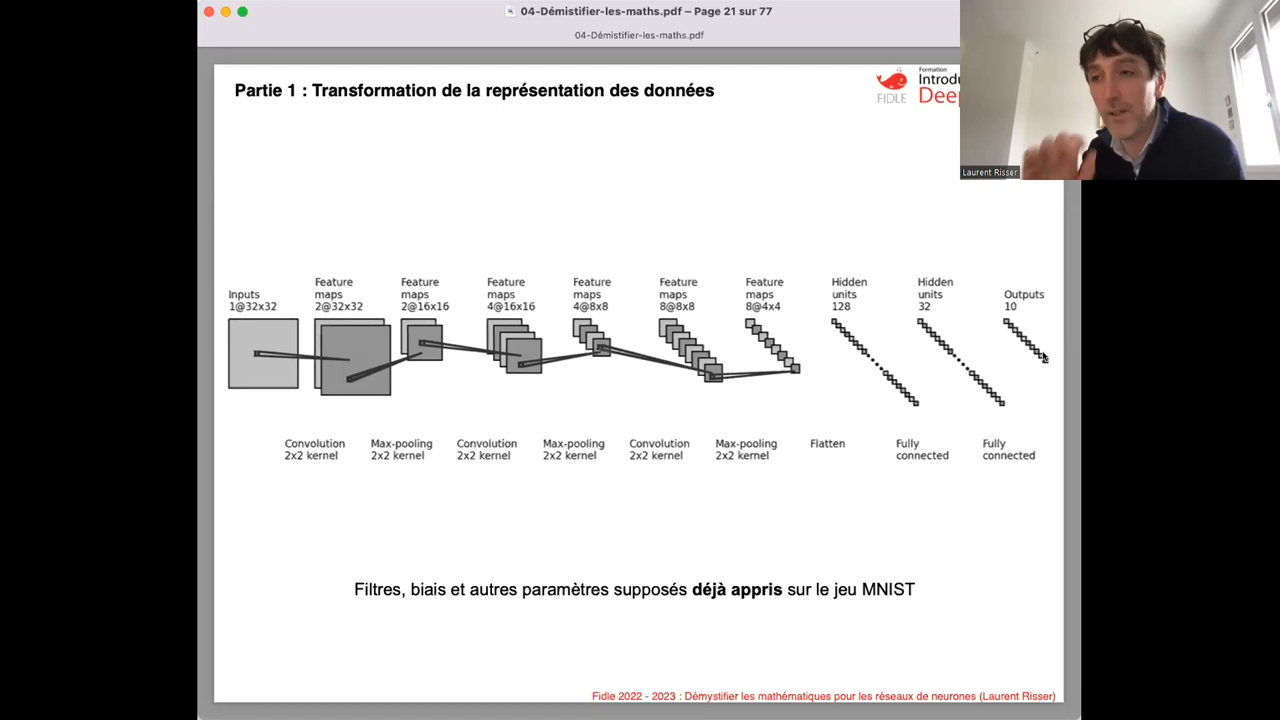 04-Démistifier-les-maths.pdf – Page 21 sur 77
04-Démistifier-les-maths.pdf
Partie 1 : Transformation de la représentation des données
FIDLE
Formation
Introdu
Deep
Laurent Risser
Inputs
1@32x32
Feature
maps
2@32x32
Feature
maps
2@16x16
Feature
maps
4@16x16
Feature
maps
4@8x8
Feature
maps
8@8x8
Feature
maps
8@4x4
Hidden
units
128
Hidden
units
32
Outputs
10
Convolution
2x2 kernel
Max-pooling
2x2 kernel
Convolution
2x2 kernel
Max-pooling
2x2 kernel
Convolution
2x2 kernel
Max-pooling
2x2 kernel
Flatten
Fully
connected
Fully
connected
Filtres, biais et autres paramètres supposés déjà appris sur le jeu MNIST
Fidle 2022 - 2023 : Démystifier les mathématiques pour les réseaux de neurones (Laurent Risser)